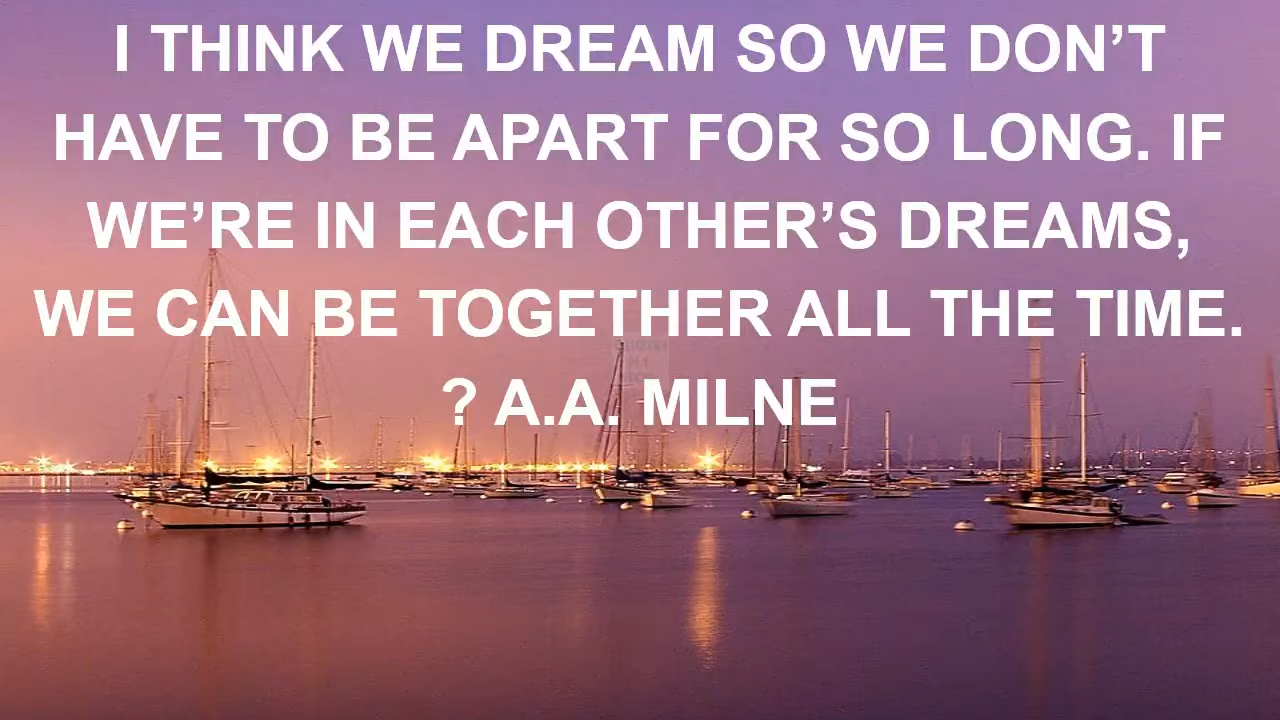 I THINK WE DREAM SO WE DON’T
HAVE TO BE APART FOR SO LONG. IF
WE’RE IN EACH OTHER’S DREAMS,
WE CAN BE TOGETHER ALL THE TIME.
? A.A. MILNE